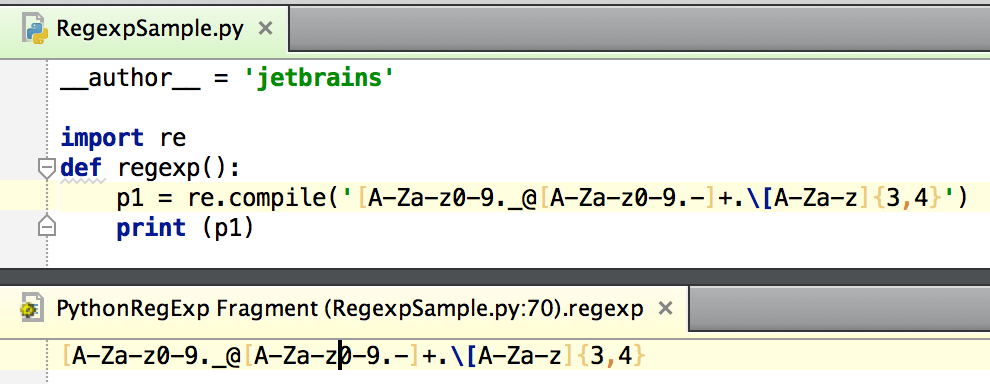 RegexpSample.py
__author__ = 'jetbrains'
import re
def regexp():
p1 = re.compile('[A-Za-z0-9._@[A-Za-z0-9.-]+.\[A-Za-z]{3,4}')
print (p1)
PythonRegExp Fragment (RegexpSample.py:70).regexp
[A-Za-z0-9._@[A-Za-z0-9.-]+.\[A-Za-z]{3,4}